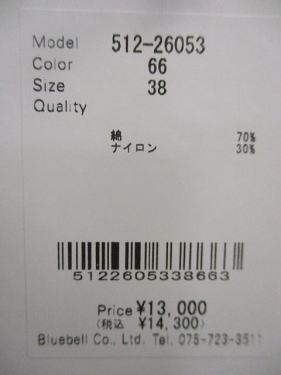 Model 512-26053
Color 66
Size 38
Quality
綿 70%
ナイロン 30%
5122605338663
Price ¥13,000
(税込 ¥14,300)
Bluebell Co., Ltd. Tel. 075-723-3511